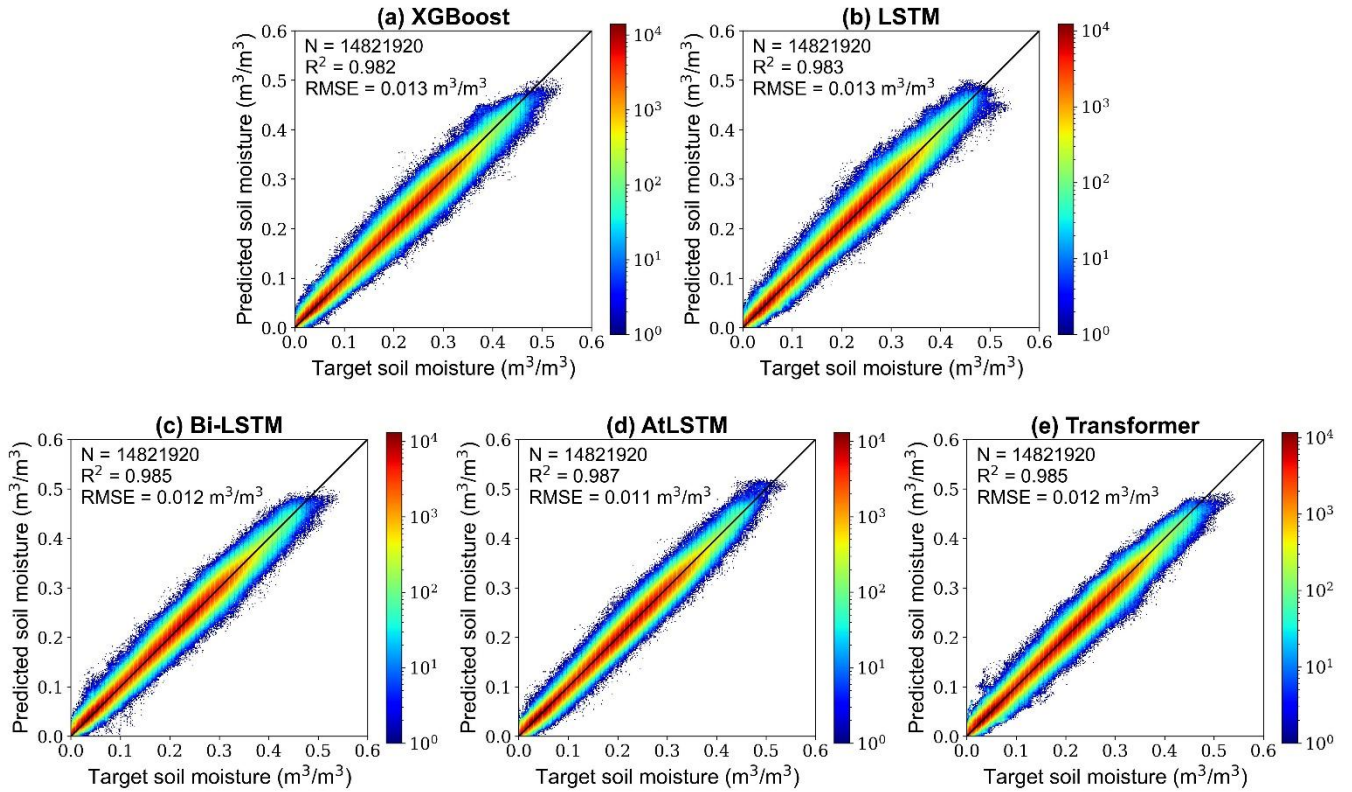 (a) XGBoost
N = 14821920
R² = 0.982
RMSE = 0.013 m³/m³
Predicted soil moisture (m³/m³)
0.6
0.5
0.4
0.3
0.2
0.1
0.0
0.0 0.1 0.2 0.3 0.4 0.5 0.6
Target soil moisture (m³/m³)
10⁴
10³
10²
10¹
10⁰
(b) LSTM
N = 14821920
R² = 0.983
RMSE = 0.013 m³/m³
Predicted soil moisture (m³/m³)
0.6
0.5
0.4
0.3
0.2
0.1
0.0
0.0 0.1 0.2 0.3 0.4 0.5 0.6
Target soil moisture (m³/m³)
10⁴
10³
10²
10¹
10⁰
(c) Bi-LSTM
N = 14821920
R² = 0.985
RMSE = 0.012 m³/m³
Predicted soil moisture (m³/m³)
0.6
0.5
0.4
0.3
0.2
0.1
0.0
0.0 0.1 0.2 0.3 0.4 0.5 0.6
Target soil moisture (m³/m³)
10⁴
10³
10²
10¹
10⁰
(d) AtLSTM
N = 14821920
R² = 0.987
RMSE = 0.011 m³/m³
Predicted soil moisture (m³/m³)
0.6
0.5
0.4
0.3
0.2
0.1
0.0
0.0 0.1 0.2 0.3 0.4 0.5 0.6
Target soil moisture (m³/m³)
10⁴
10³
10²
10¹
10⁰
(e) Transformer
N = 14821920
R² = 0.985
RMSE = 0.012 m³/m³
Predicted soil moisture (m³/m³)
0.6
0.5
0.4
0.3
0.2
0.1
0.0
0.0 0.1 0.2 0.3 0.4 0.5 0.6
Target soil moisture (m³/m³)
10⁴
10³
10²
10¹
10⁰